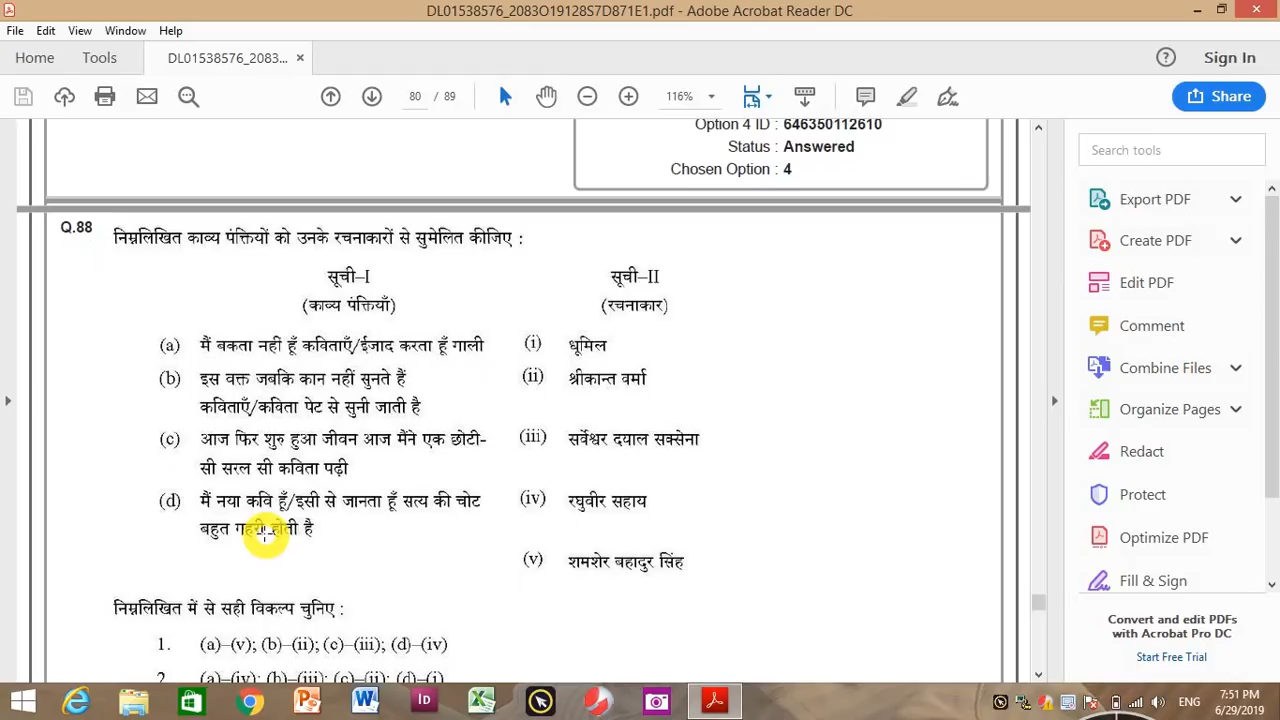 DL01538576_2083O19128S7D871E1.pdf - Adobe Acrobat Reader DC
File Edit View Window Help
Home Tools DL01538576_2083... × Sign In
80 / 89 116% Share
Option 4 ID : 646350112610
Status : Answered
Chosen Option : 4
Q.88
निम्नलिखित काव्य पंक्तियों को उनके रचनाकारों से सुमेलित कीजिए :
सूची–I सूची–II
(काव्य पंक्तियाँ) (रचनाकार)
(a) मैं बकता नहीं हूँ कविताएँ/ईजाद करता हूँ गाली (i) धूमिल
(b) इस वक्त जबकि कान नहीं सुनते हैं (ii) श्रीकान्त वर्मा
कविताएँ/कविता पेट से सुनी जाती है
(c) आज फिर शुरु हुआ जीवन आज मैंने एक छोटी- (iii) सर्वेश्वर दयाल सक्सेना
सी सरल सी कविता पढ़ी
(d) मैं नया कवि हूँ/इसी से जानता हूँ सत्य की चोट (iv) रघुवीर सहाय
बहुत गहरी होती है
(v) शमशेर बहादुर सिंह
निम्नलिखित में से सही विकल्प चुनिए :
1. (a)–(v); (b)–(ii); (c)–(iii); (d)–(iv)
2. (a)–(iv); (b)–(iii); (c)–(ii); (d)–(i)
Search tools
Export PDF
Create PDF
Edit PDF
Comment
Combine Files
Organize Pages
Redact
Protect
Optimize PDF
Fill & Sign
Convert and edit PDFs
with Acrobat Pro DC
Start Free Trial
ENG
7:51 PM
6/29/2019